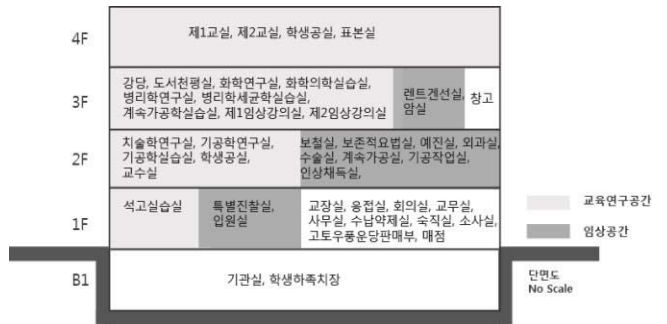 4F
제1교실, 제2교실, 학생공실, 표본실
3F
강당, 도서천평실, 화학연구실, 화학의학실습실,
병리학연구실, 병리학세균학실습실,
계속가공학실습실, 제1임상강의실, 제2임상강의실
렌트겐선실,
암실
창고
2F
치술학연구실, 기공학연구실,
기공학실습실, 학생공실,
교수실
보철실, 보존적요법실, 예진실, 외과실,
수술실, 계속가공실, 기공작업실,
인상채득실,
1F
석고실습실
특별진찰실,
입원실
교장실, 응접실, 회의실, 교무실,
사무실, 수납약제실, 숙직실, 소사실,
고토우풍운당판매부, 매점
B1
기관실, 학생하족치장
교육연구공간
임상공간
단면도
No Scale